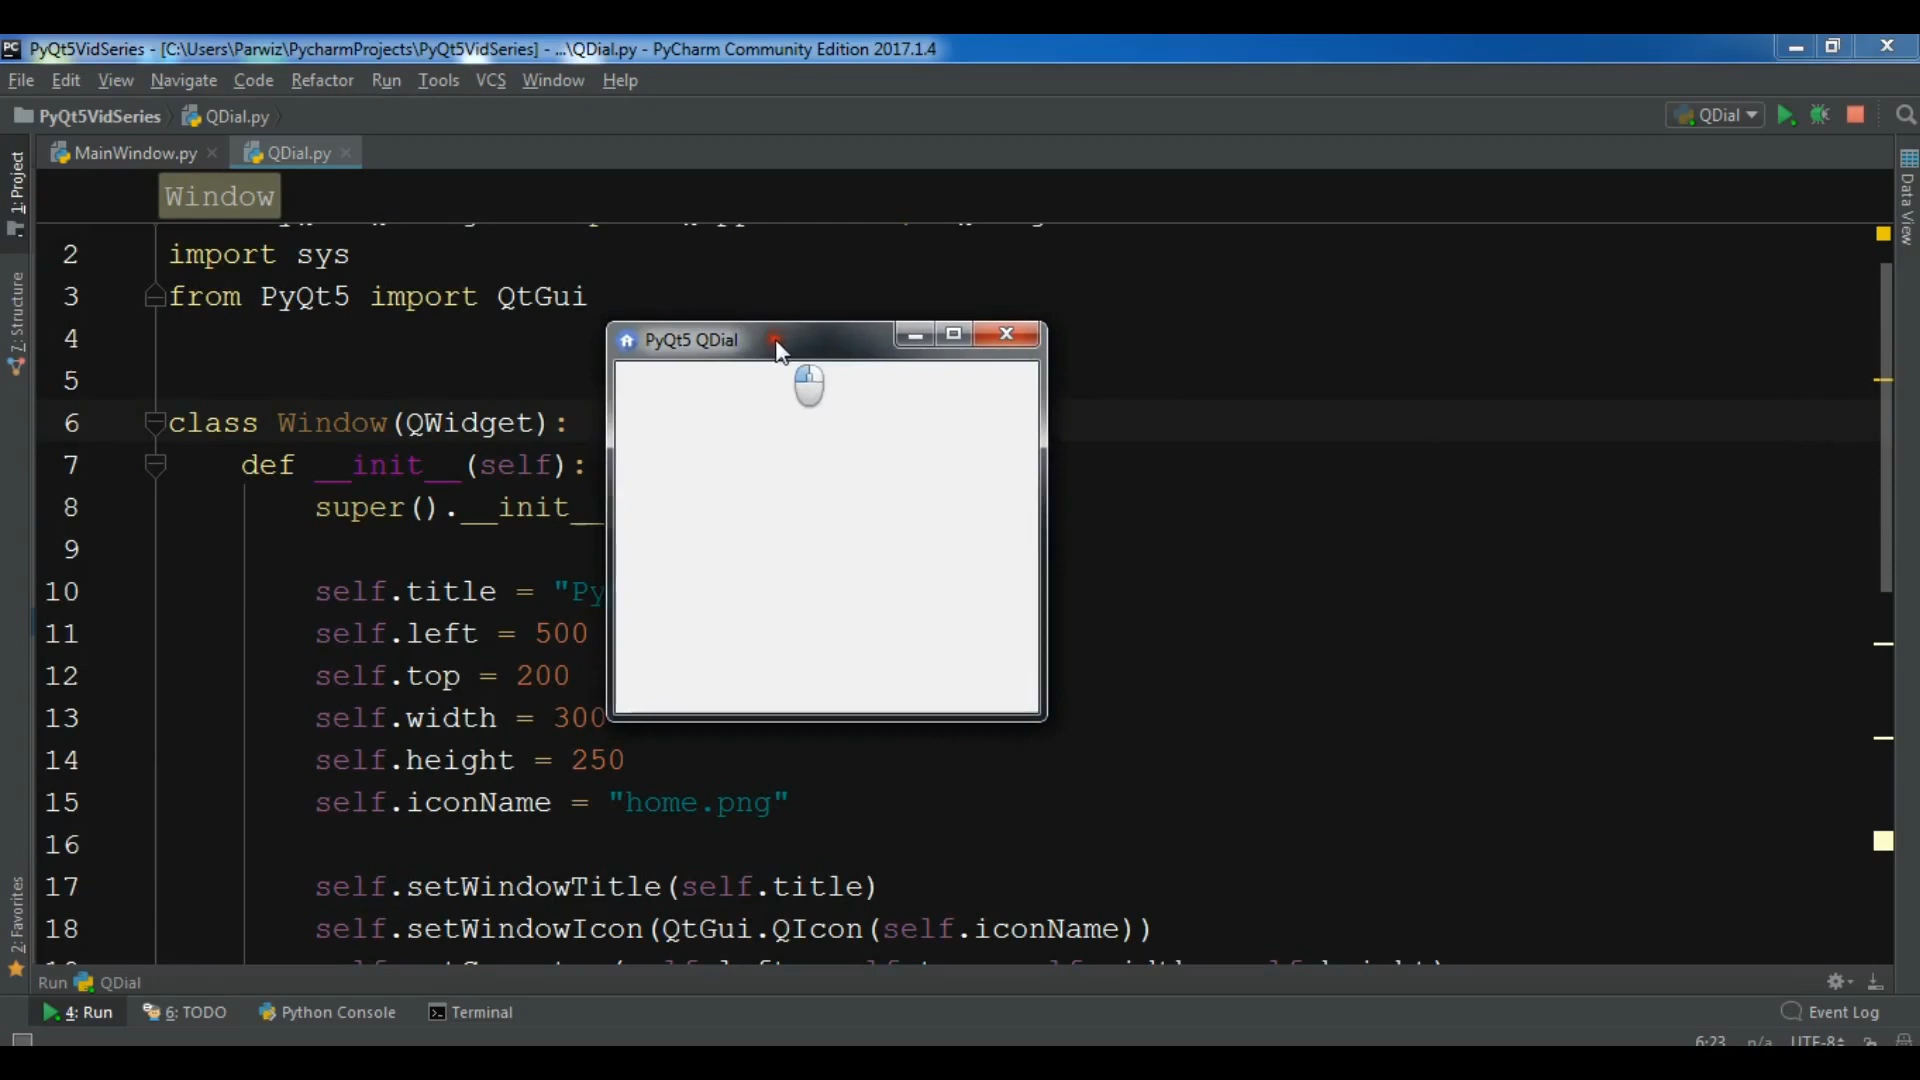 PyQt5VidSeries - [C:\Users\Parwiz\PycharmProjects\PyQt5VidSeries] - ...\QDial.py - PyCharm Community Edition 2017.1.4
File Edit View Navigate Code Refactor Run Tools VCS Window Help
PyQt5VidSeries QDial.py QDial
MainWindow.py QDial.py
1: Project
7: Structure
2: Favorites
Data View
Window
2 import sys
3 from PyQt5 import QtGui
4
5
6 class Window(QWidget):
7 def __init__(self):
8 super().__init__
9
10 self.title = "Py
11 self.left = 500
12 self.top = 200
13 self.width = 300
14 self.height = 250
15 self.iconName = "home.png"
16
17 self.setWindowTitle(self.title)
18 self.setWindowIcon(QtGui.QIcon(self.iconName))
PyQt5 QDial
Run QDial
4: Run 6: TODO Python Console Terminal Event Log
6:23 n/a UTF-8